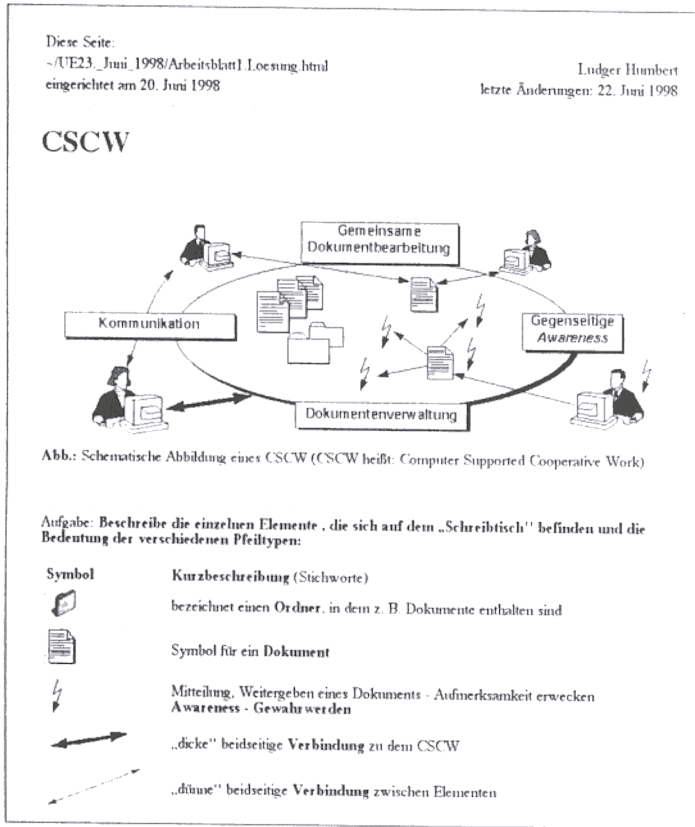 Diese Seite:
~/UE23._Juni_1998/Arbeitsblatt1.Loesung.html
eingerichtet am 20. Juni 1998
Ludger Humbert
letzte Änderungen: 22. Juni 1998
CSCW
Gemeinsame
Dokumentbearbeitung
Kommunikation
Gegenseitige
Awareness
Dokumentenverwaltung
Abb.: Schematische Abbildung eines CSCW (CSCW heißt: Computer Supported Cooperative Work)
Aufgabe: Beschreibe die einzelnen Elemente , die sich auf dem „Schreibtisch" befinden und die
Bedeutung der verschiedenen Pfeiltypen:
Symbol Kurzbeschreibung (Stichworte)
bezeichnet einen Ordner, in dem z. B. Dokumente enthalten sind
Symbol für ein Dokument
Mitteilung, Weitergeben eines Dokuments - Aufmerksamkeit erwecken
Awareness - Gewahrwerden
„dicke" beidseitige Verbindung zu dem CSCW
„dünne" beidseitige Verbindung zwischen Elementen